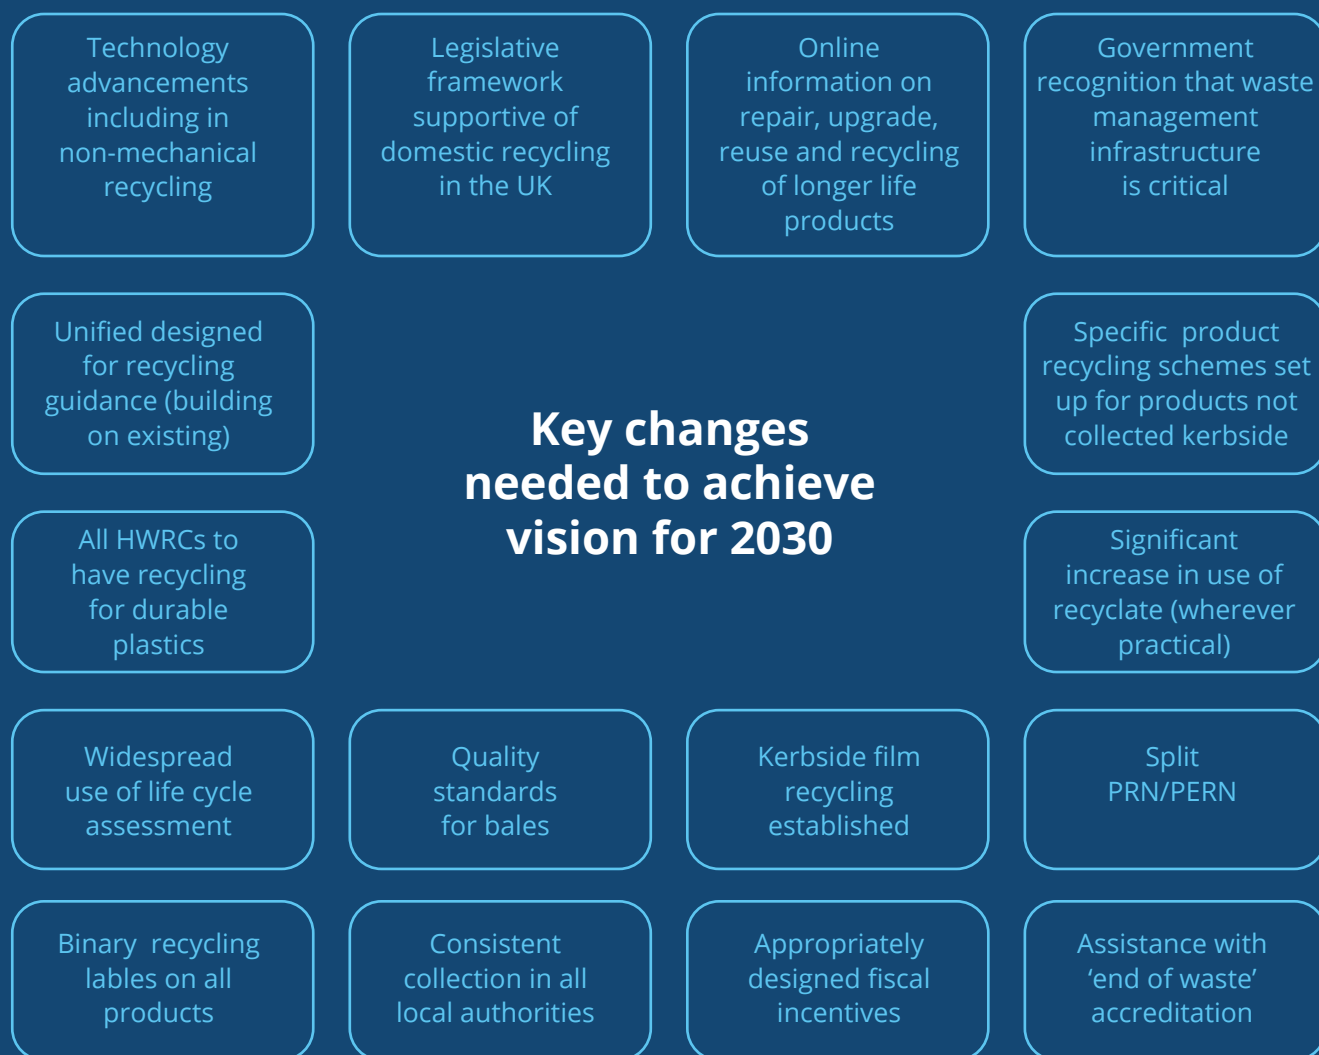 Technology
advancements
including in
non-mechanical
recycling
Legislative
framework
supportive of
domestic recycling
in the UK
Online
information on
repair, upgrade,
reuse and recycling
of longer life
products
Government
recognition that waste
management
infrastructure
is critical
Unified designed
for recycling
guidance (building
on existing)
Key changes
needed to achieve
vision for 2030
Specific  product
recycling schemes set
up for products not
collected kerbside
All HWRCs to
have recycling
for durable
plastics
Significant
increase in use of
recyclate (wherever
practical)
Widespread
use of life cycle
assessment
Quality
standards
for bales
Kerbside film
recycling
established
Split
PRN/PERN
Binary  recycling
lables on all
products
Consistent
collection in all
local authorities
Appropriately
designed fiscal
incentives
Assistance with
‘end of waste’
accreditation